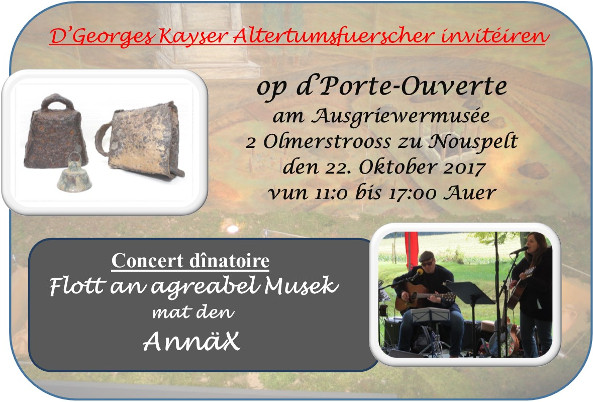 D'Georges Kayser Altertumsfuerscher invitéiren
op d'Porte-Ouverte
am Ausgriewermusée
2 Olmerstrooss zu Nouspelt
den 22. Oktober 2017
vun 11:0 bis 17:00 Auer
Concert dînatoire
Flott an agreabel Musek
mat den
AnnäX